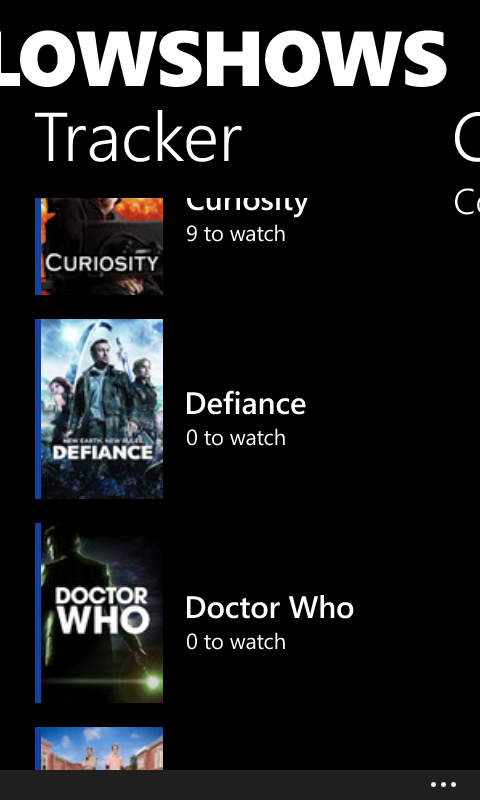 LOWSHOWS
Tracker
C
Co
Curiosity
9 to watch
CURIOSITY
Defiance
0 to watch
NEW EARTH. NEW RULES.
DEFIANCE
Doctor Who
0 to watch
DOCTOR
WHO